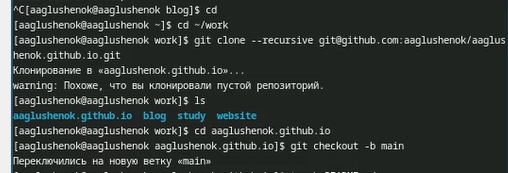 ^C[aaglushenok@aaglushenok blog]$ cd
[aaglushenok@aaglushenok ~]$ cd ~/work
[aaglushenok@aaglushenok work]$ git clone --recursive git@github.com:aaglushenok/aaglus
henok.github.io.git
Клонирование в «aaglushenok.github.io»...
warning: Похоже, что вы клонировали пустой репозиторий.
[aaglushenok@aaglushenok work]$ ls
aaglushenok.github.io blog study website
[aaglushenok@aaglushenok work]$ cd aaglushenok.github.io
[aaglushenok@aaglushenok aaglushenok.github.io]$ git checkout -b main
Переключились на новую ветку «main»